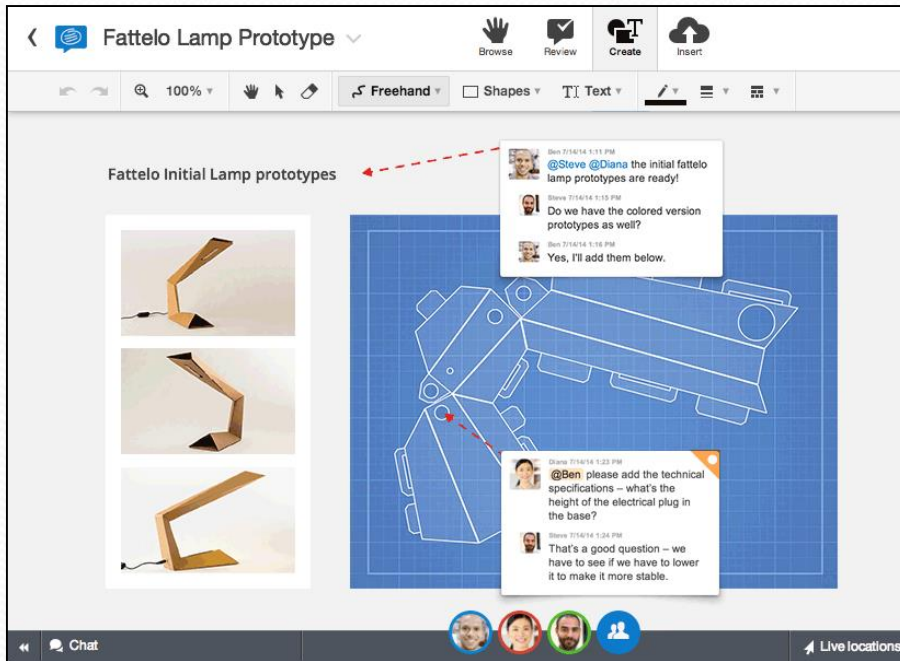 Fattelo Lamp Prototype
Browse
Review
Create
Insert
100%
Freehand
Shapes
Text
Fattelo Initial Lamp prototypes
Ben 7/14/14 1:11 PM
@Steve @Diana the initial fattelo
lamp prototypes are ready!
Steve 7/14/14 1:15 PM
Do we have the colored version
prototypes as well?
Ben 7/14/14 1:16 PM
Yes, I'll add them below.
Diana 7/14/14 1:23 PM
@Ben please add the technical
specifications – what's the
height of the electrical plug in
the base?
Steve 7/14/14 1:24 PM
That's a good question – we
have to see if we have to lower
it to make it more stable.
Chat
Live locations